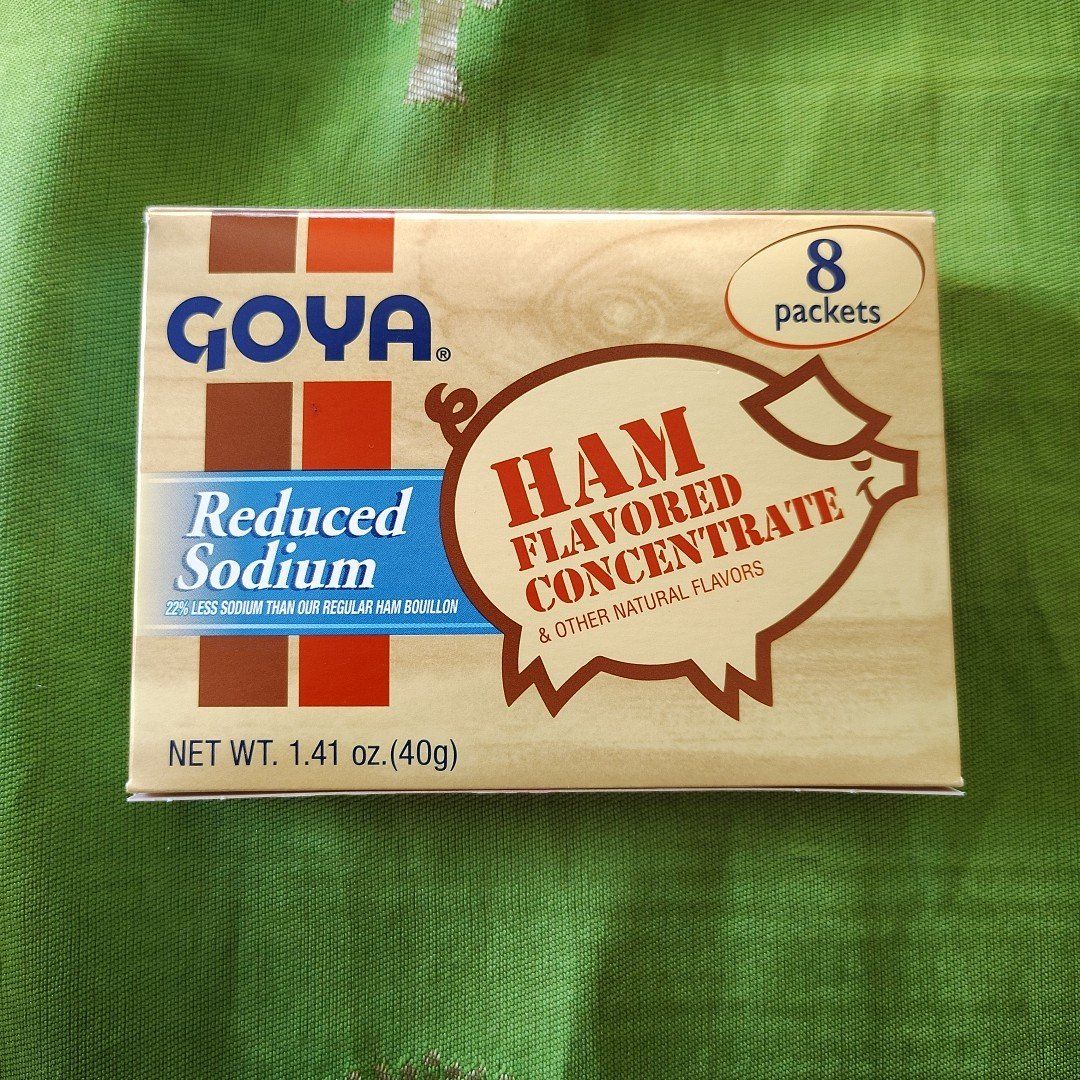 GOYA®
8
packets
HAM
FLAVORED
CONCENTRATE
& OTHER NATURAL FLAVORS
Reduced
Sodium
22% LESS SODIUM THAN OUR REGULAR HAM BOUILLON
NET WT. 1.41 oz.(40g)